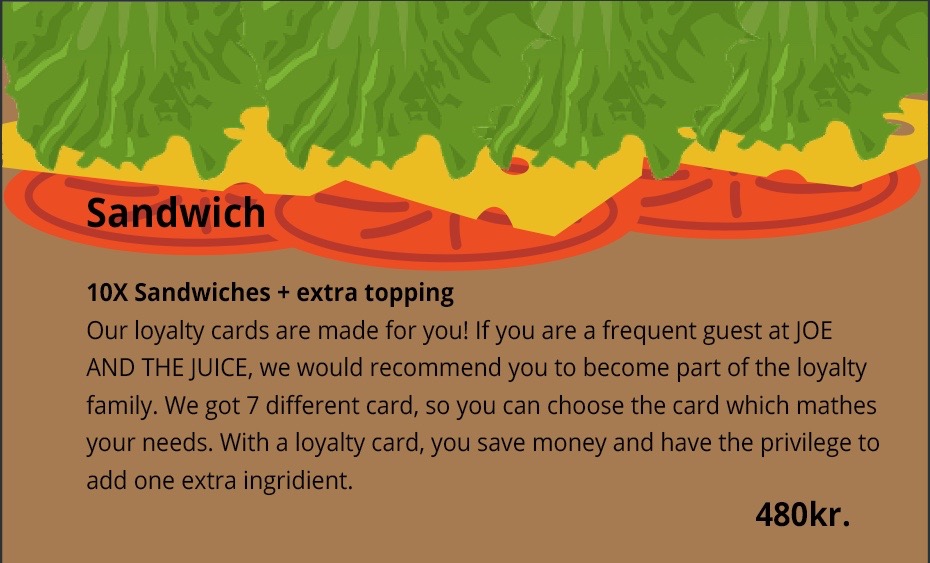 Sandwich
10X Sandwiches + extra topping
Our loyalty cards are made for you! If you are a frequent guest at JOE
AND THE JUICE, we would recommend you to become part of the loyalty
family. We got 7 different card, so you can choose the card which mathes
your needs. With a loyalty card, you save money and have the privilege to
add one extra ingridient.
480kr.